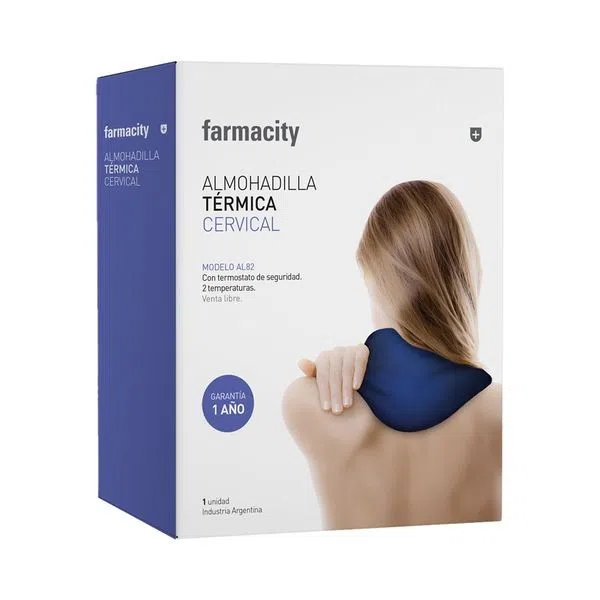 farmacity
ALMOHADILLA
TÉRMICA
CERVICAL
farmacity
ALMOHADILLA
TÉRMICA
CERVICAL
MODELO AL82
Con termostato de seguridad.
2 temperaturas.
Venta libre.
GARANTÍA
1 AÑO
1 unidad
Industria Argentina